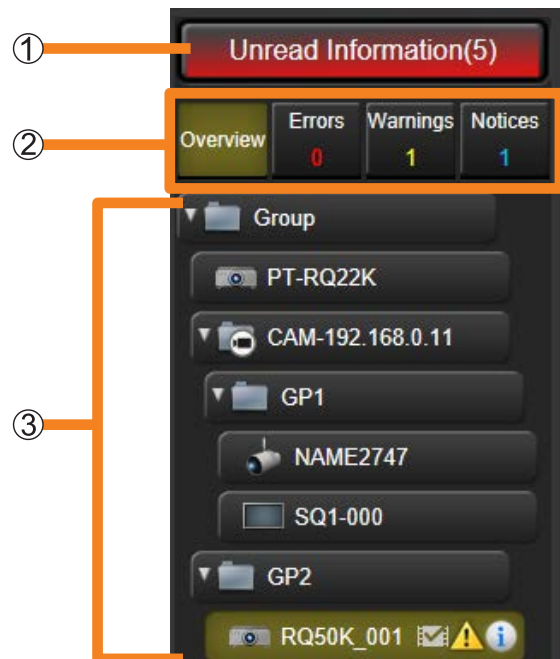 ① Unread Information(5)
② Overview Errors 0 Warnings 1 Notices 1
③
Group
PT-RQ22K
CAM-192.168.0.11
GP1
NAME2747
SQ1-000
GP2
RQ50K_001